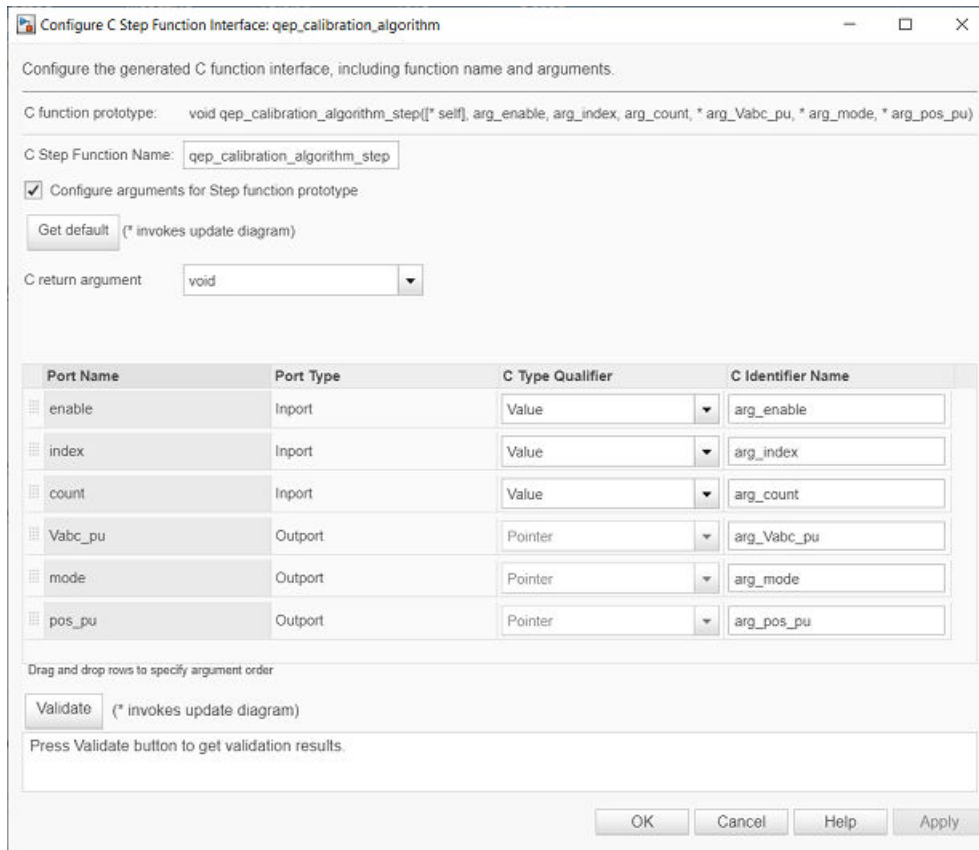 Configure C Step Function Interface: qep_calibration_algorithm
Configure the generated C function interface, including function name and arguments.
C function prototype: void qep_calibration_algorithm_step([* self], arg_enable, arg_index, arg_count, * arg_Vabc_pu, * arg_mode, * arg_pos_pu)
C Step Function Name: qep_calibration_algorithm_step
Configure arguments for Step function prototype
Get default (* invokes update diagram)
C return argument void
Port Name Port Type C Type Qualifier C Identifier Name
enable Inport Value arg_enable
index Inport Value arg_index
count Inport Value arg_count
Vabc_pu Outport Pointer arg_Vabc_pu
mode Outport Pointer arg_mode
pos_pu Outport Pointer arg_pos_pu
Drag and drop rows to specify argument order
Validate (* invokes update diagram)
Press Validate button to get validation results.
OK Cancel Help Apply